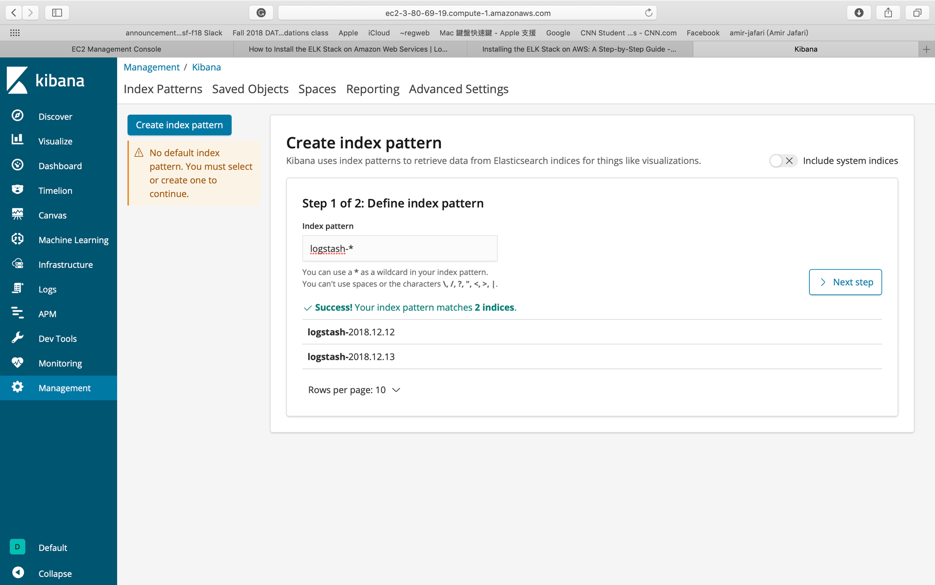 ec2-3-80-69-19.compute-1.amazonaws.com
announcement...sf-f18 Slack Fall 2018 DAT...dations class Apple iCloud ~regweb Mac 鍵盤快速鍵 - Apple 支援 Google CNN Student ...s - CNN.com Facebook amir-jafari (Amir Jafari)
EC2 Management Console
How to Install the ELK Stack on Amazon Web Services | Lo...
Installing the ELK Stack on AWS: A Step-by-Step Guide -...
Kibana
kibana
Discover
Visualize
Dashboard
Timelion
Canvas
Machine Learning
Infrastructure
Logs
APM
Dev Tools
Monitoring
Management
D Default
Collapse
Management / Kibana
Index Patterns Saved Objects Spaces Reporting Advanced Settings
Create index pattern
No default index
pattern. You must select
or create one to
continue.
Create index pattern
Kibana uses index patterns to retrieve data from Elasticsearch indices for things like visualizations.
Include system indices
Step 1 of 2: Define index pattern
Index pattern
logstash-*
You can use a * as a wildcard in your index pattern.
You can't use spaces or the characters \, /, ?, ", <, >, |.
Next step
Success! Your index pattern matches 2 indices.
logstash-2018.12.12
logstash-2018.12.13
Rows per page: 10